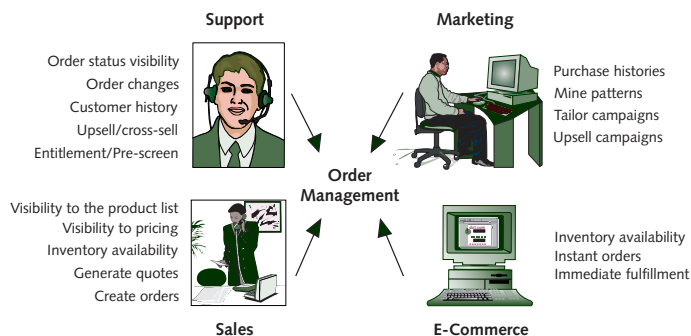 Support
Order status visibility
Order changes
Customer history
Upsell/cross-sell
Entitlement/Pre-screen
Marketing
Purchase histories
Mine patterns
Tailor campaigns
Upsell campaigns
Order
Management
Visibility to the product list
Visibility to pricing
Inventory availability
Generate quotes
Create orders
Sales
Inventory availability
Instant orders
Immediate fulfillment
E-Commerce